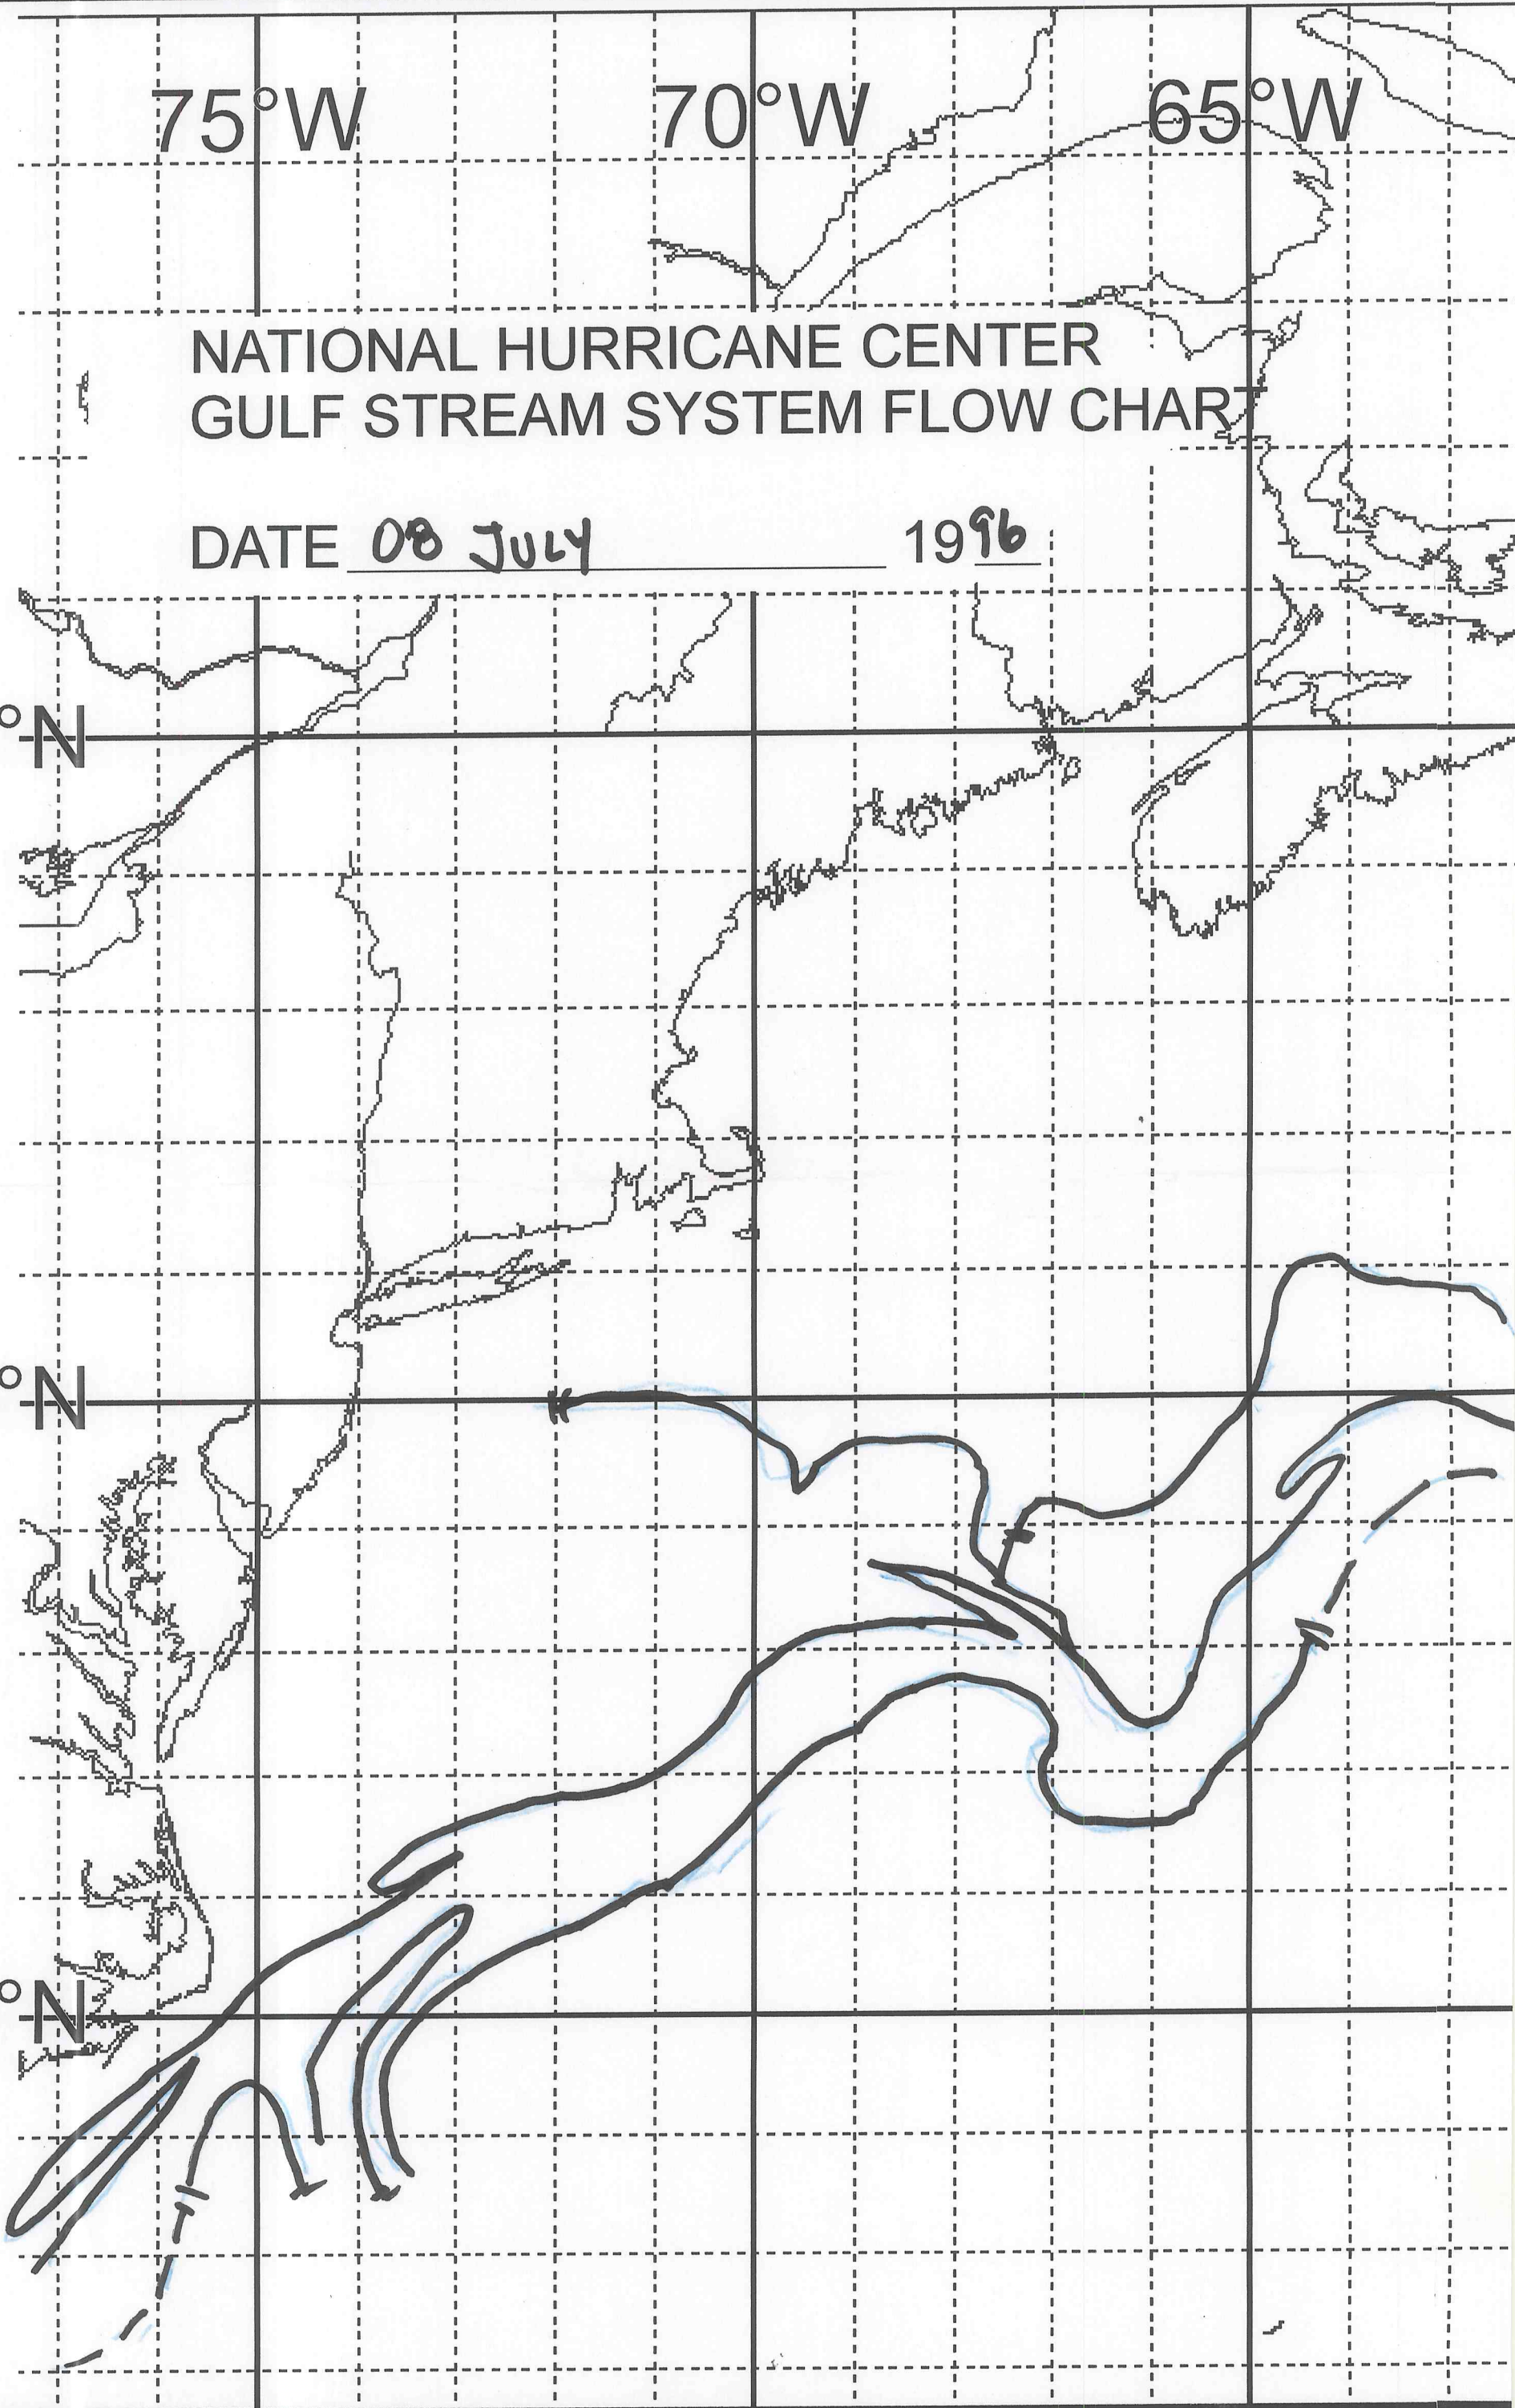 75°W 70°W 65°W
NATIONAL HURRICANE CENTER
GULF STREAM SYSTEM FLOW CHART
DATE 08 JULY 1996
°N
°N
°N